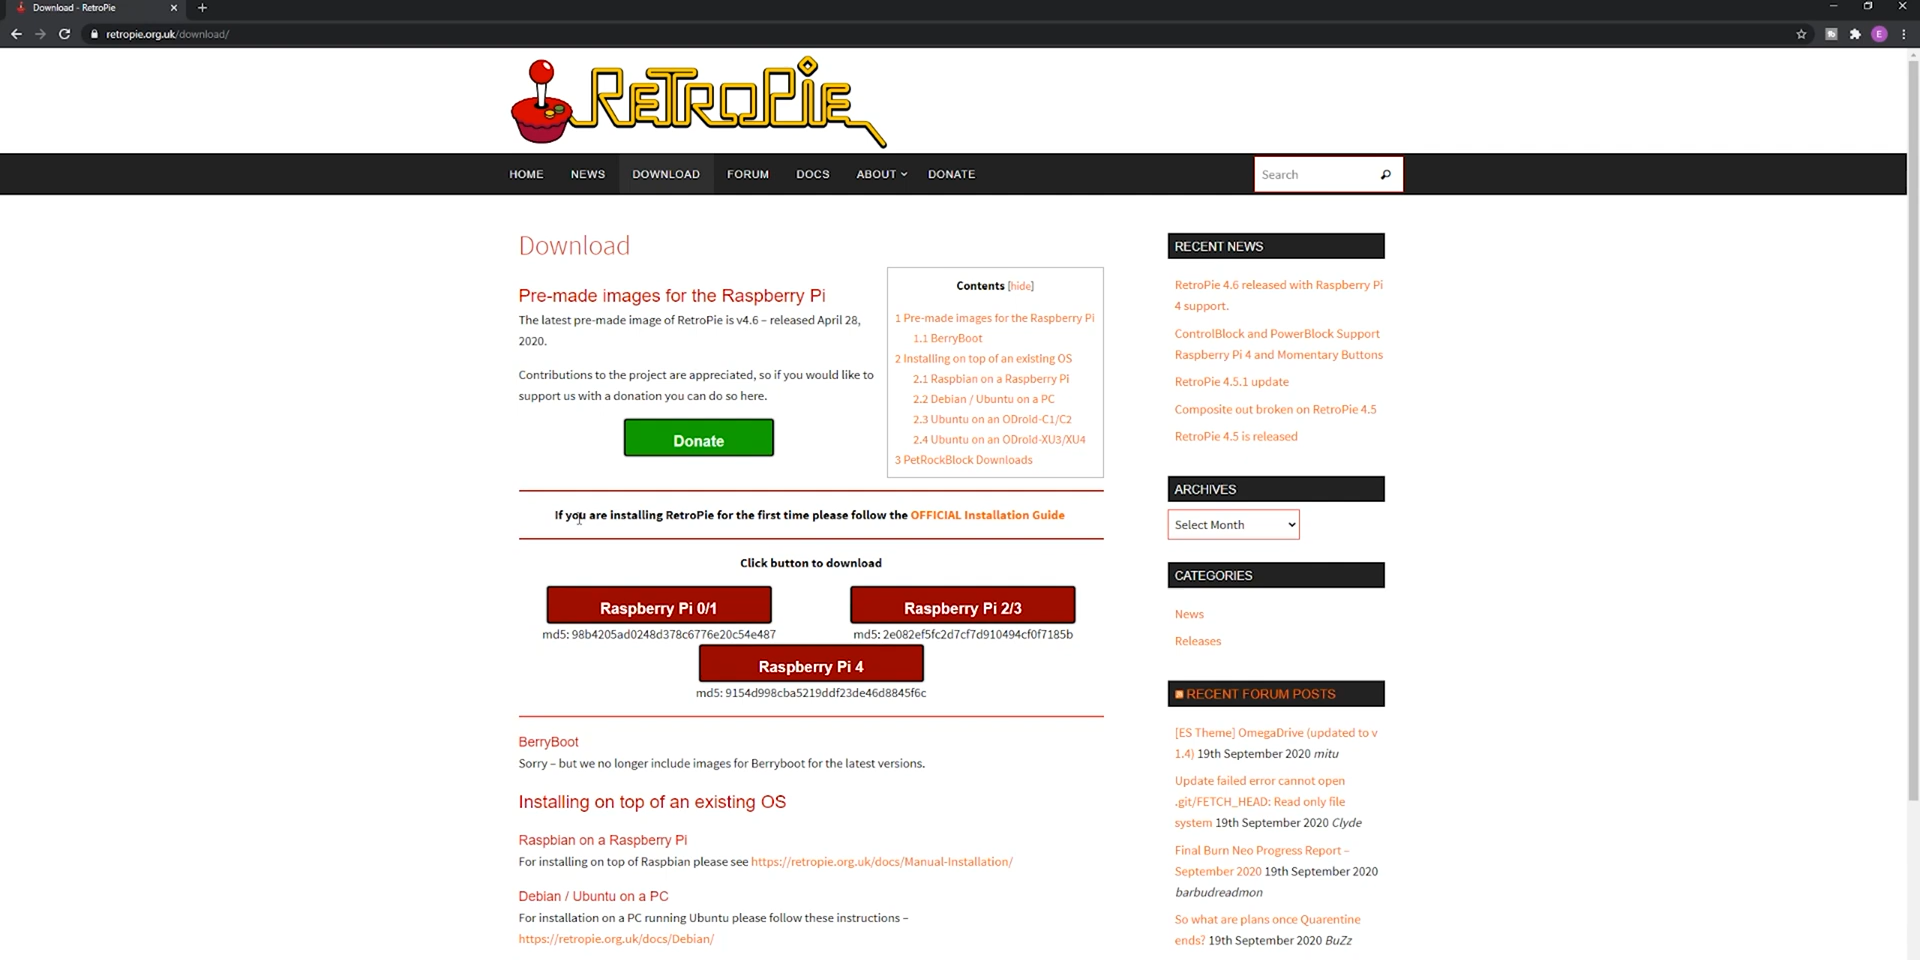 Download - RetroPie
retropie.org.uk/download/
E
RETROPIE
HOME
NEWS
DOWNLOAD
FORUM
DOCS
ABOUT
DONATE
Search
Download
Pre-made images for the Raspberry Pi
The latest pre-made image of RetroPie is v4.6 – released April 28,
2020.
Contributions to the project are appreciated, so if you would like to
support us with a donation you can do so here.
Donate
Contents [hide]
1 Pre-made images for the Raspberry Pi
1.1 BerryBoot
2 Installing on top of an existing OS
2.1 Raspbian on a Raspberry Pi
2.2 Debian / Ubuntu on a PC
2.3 Ubuntu on an ODroid-C1/C2
2.4 Ubuntu on an ODroid-XU3/XU4
3 PetRockBlock Downloads
If you are installing RetroPie for the first time please follow the OFFICIAL Installation Guide
Click button to download
Raspberry Pi 0/1
md5: 98b4205ad0248d378c6776e20c54e487
Raspberry Pi 2/3
md5: 2e082ef5fc2d7cf7d910494cf0f7185b
Raspberry Pi 4
md5: 9154d998cba5219ddf23de46d8845f6c
BerryBoot
Sorry – but we no longer include images for Berryboot for the latest versions.
Installing on top of an existing OS
Raspbian on a Raspberry Pi
For installing on top of Raspbian please see https://retropie.org.uk/docs/Manual-Installation/
Debian / Ubuntu on a PC
For installation on a PC running Ubuntu please follow these instructions –
https://retropie.org.uk/docs/Debian/
RECENT NEWS
RetroPie 4.6 released with Raspberry Pi
4 support.
ControlBlock and PowerBlock Support
Raspberry Pi 4 and Momentary Buttons
RetroPie 4.5.1 update
Composite out broken on RetroPie 4.5
RetroPie 4.5 is released
ARCHIVES
Select Month
CATEGORIES
News
Releases
RECENT FORUM POSTS
[ES Theme] OmegaDrive (updated to v
1.4) 19th September 2020 mitu
Update failed error cannot open
.git/FETCH_HEAD: Read only file
system 19th September 2020 Clyde
Final Burn Neo Progress Report –
September 2020 19th September 2020
barbudreadmon
So what are plans once Quarentine
ends? 19th September 2020 BuZz